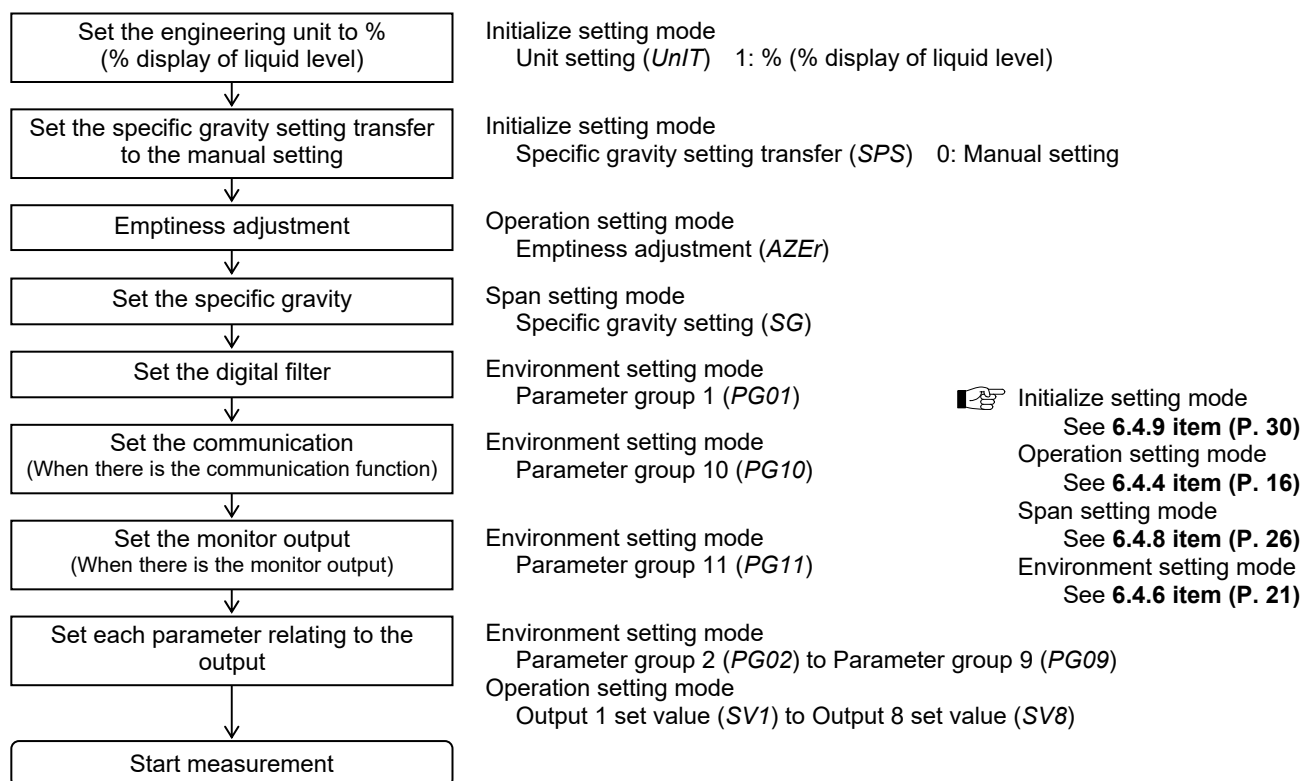 Set the engineering unit to %
(% display of liquid level)
Initialize setting mode
Unit setting (UnIT) 1: % (% display of liquid level)
Set the specific gravity setting transfer
to the manual setting
Initialize setting mode
Specific gravity setting transfer (SPS) 0: Manual setting
Emptiness adjustment
Operation setting mode
Emptiness adjustment (AZEr)
Set the specific gravity
Span setting mode
Specific gravity setting (SG)
Set the digital filter
Environment setting mode
Parameter group 1 (PG01)
Set the communication
(When there is the communication function)
Environment setting mode
Parameter group 10 (PG10)
Set the monitor output
(When there is the monitor output)
Environment setting mode
Parameter group 11 (PG11)
Set each parameter relating to the
output
Environment setting mode
Parameter group 2 (PG02) to Parameter group 9 (PG09)
Operation setting mode
Output 1 set value (SV1) to Output 8 set value (SV8)
Start measurement
Initialize setting mode
See 6.4.9 item (P. 30)
Operation setting mode
See 6.4.4 item (P. 16)
Span setting mode
See 6.4.8 item (P. 26)
Environment setting mode
See 6.4.6 item (P. 21)